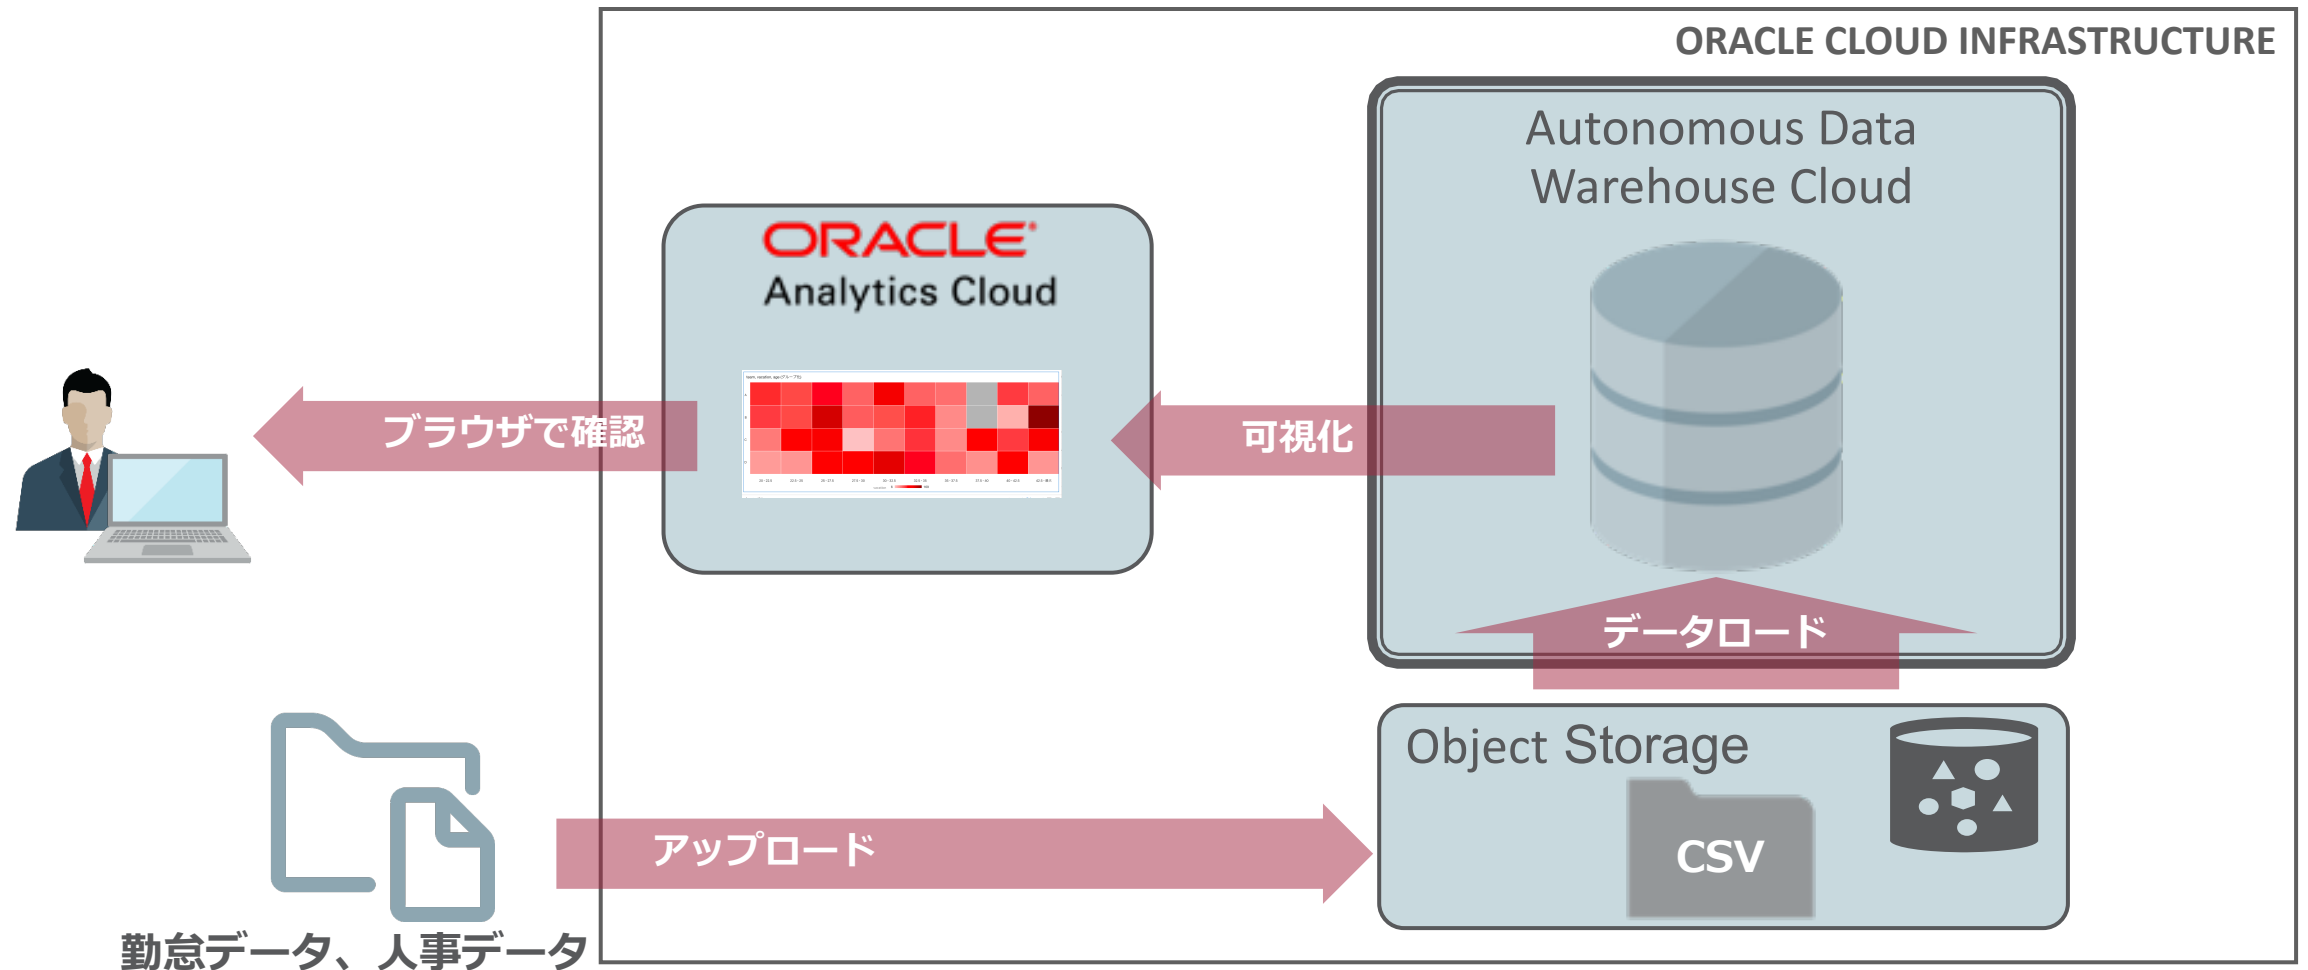 ORACLE CLOUD INFRASTRUCTURE
Autonomous Data
Warehouse Cloud
ORACLE
Analytics Cloud
ブラウザで確認
可視化
データロード
Object Storage
CSV
アップロード
勤怠データ、人事データ